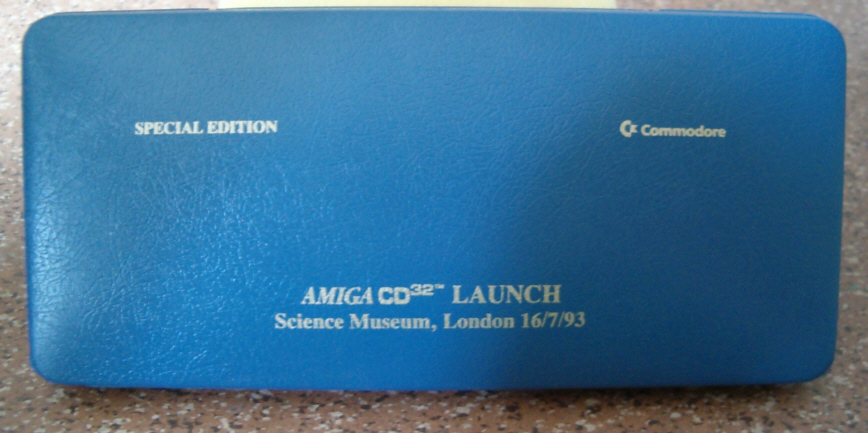 SPECIAL EDITION
Commodore
AMIGA CD32™ LAUNCH
Science Museum, London 16/7/93